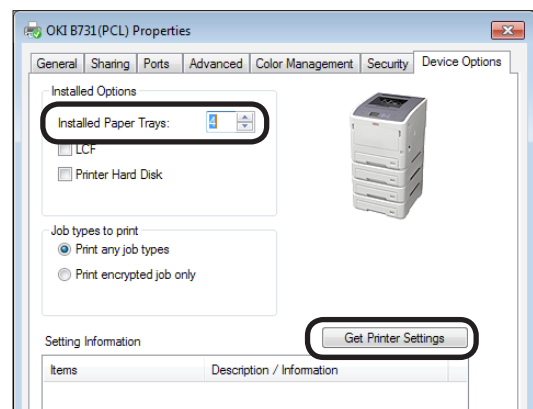 OKI B731(PCL) Properties
General Sharing Ports Advanced Color Management Security Device Options
Installed Options
Installed Paper Trays: 4
LCF
Printer Hard Disk
Job types to print
Print any job types
Print encrypted job only
Get Printer Settings
Setting Information
Items Description / Information